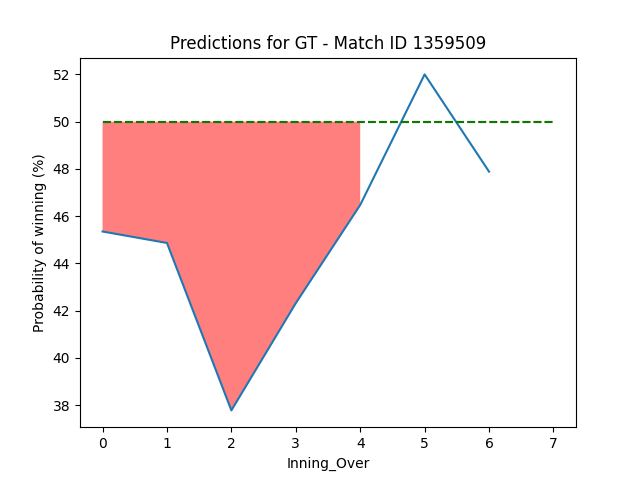 Predictions for GT - Match ID 1359509
Probability of winning (%)
52
50
48
46
44
42
40
38
0 1 2 3 4 5 6 7
Inning_Over